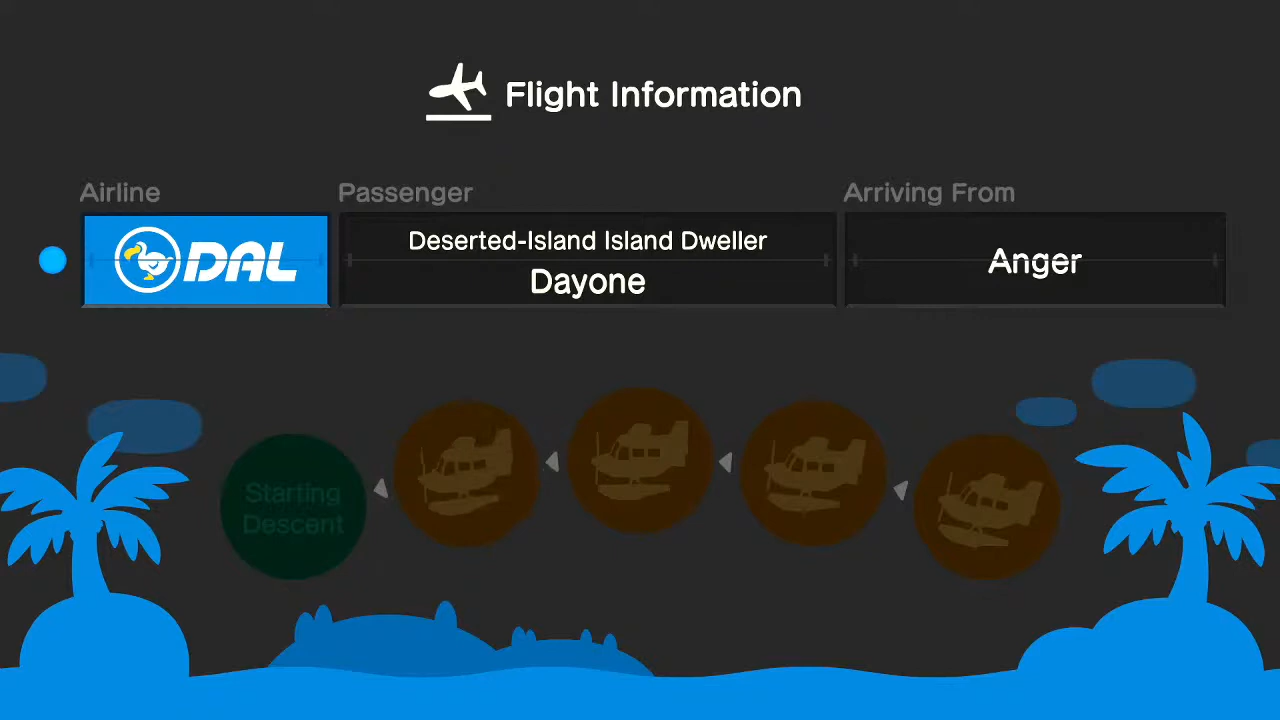 Flight Information
Airline
Passenger
Arriving From
DAL
Deserted-Island Island Dweller
Dayone
Anger
Starting
Descent